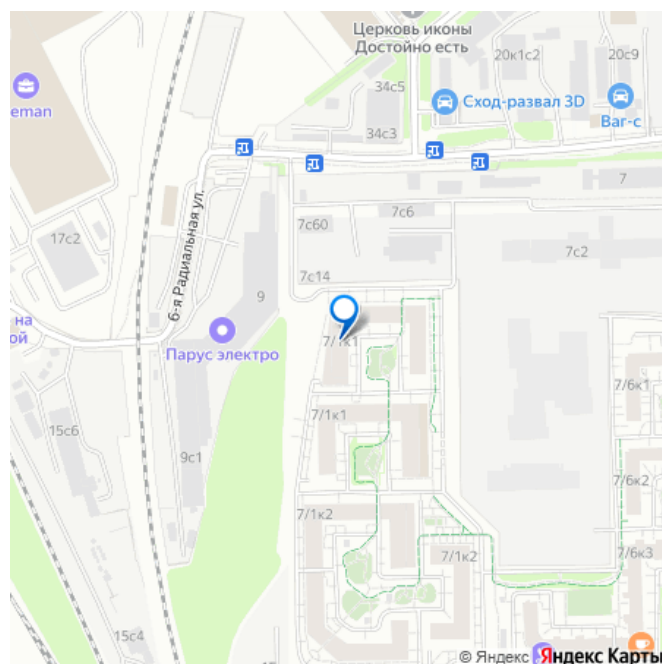 Церковь иконы
Достойно есть
20к1с2
20с9
34с5
eman
Сход-развал 3D
Ваг-с
34с3
7
6-я Радиальная ул.
7с6
7с60
17с2
7с2
7с14
9
на
ой
7/1к1
Парус электро
7/6к1
7/1к1
15с6
9с1
7/6к2
7/1к2
7/1к2
7/6к3
15с4
© Яндекс
Яндекс Карты